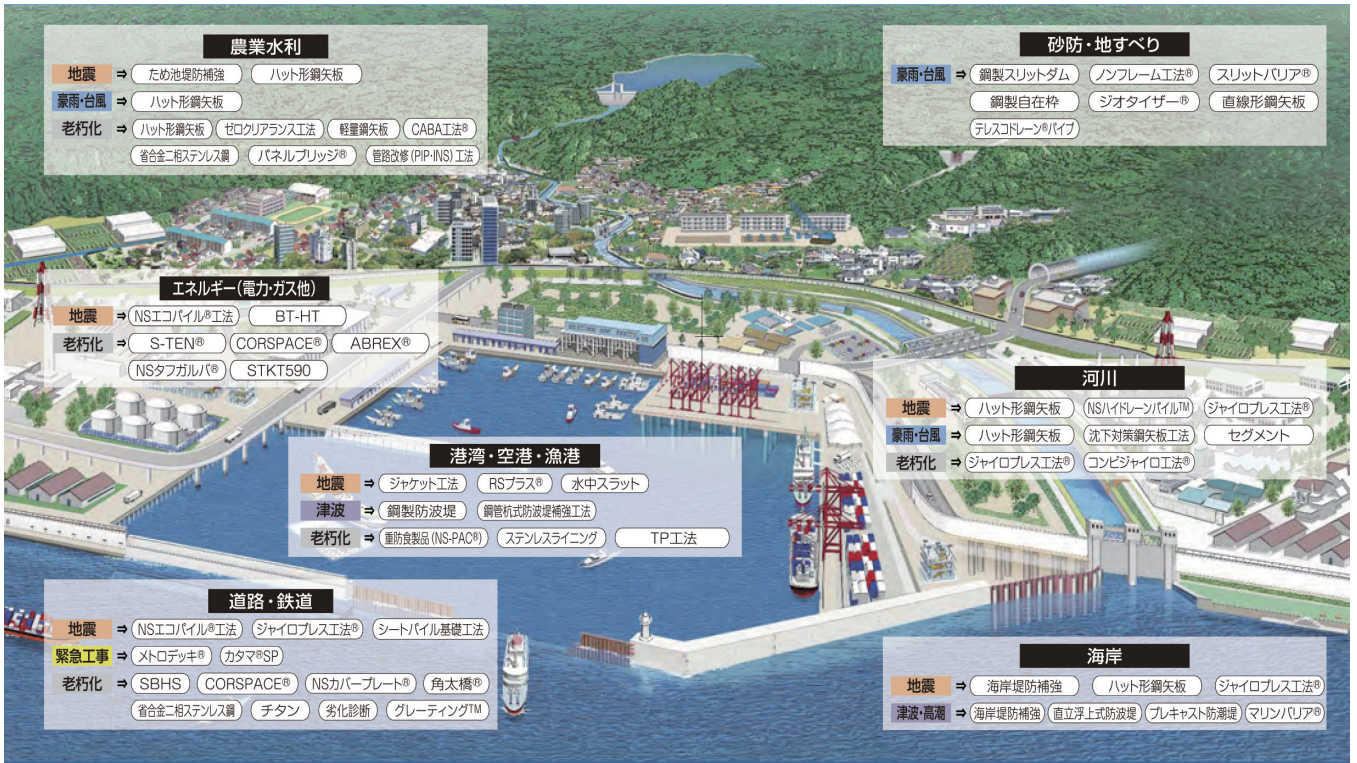 農業水利
地震 ⇒ ため池堤防補強 ハット形鋼矢板
豪雨・台風 ⇒ ハット形鋼矢板
老朽化 ⇒ ハット形鋼矢板 ゼロクリアランス工法 軽量鋼矢板 CABA工法®
省合金二相ステンレス鋼 パネルブリッジ® 管路改修(PIP・INS)工法
砂防・地すべり
豪雨・台風 ⇒ 鋼製スリットダム ノンフレーム工法® スリットバリア®
鋼製自在枠 ジオタイザー® 直線形鋼矢板
テレスコドレーン®パイプ
エネルギー(電力・ガス他)
地震 ⇒ NSエコパイル®工法 BT-HT
老朽化 ⇒ S-TEN® CORSPACE® ABREX®
NSタフガルバ® STKT590
河川
地震 ⇒ ハット形鋼矢板 NSハイドレーンパイル™ ジャイロプレス工法®
豪雨・台風 ⇒ ハット形鋼矢板 沈下対策鋼矢板工法 セグメント
老朽化 ⇒ ジャイロプレス工法® コンビジャイロ工法®
港湾・空港・漁港
地震 ⇒ ジャケット工法 RSプラス® 水中スラット
津波 ⇒ 鋼製防波堤 鋼管杭式防波堤補強工法
老朽化 ⇒ 重防食製品(NS-PAC®) ステンレスライニング TP工法
道路・鉄道
地震 ⇒ NSエコパイル®工法 ジャイロプレス工法® シートパイル基礎工法
緊急工事 ⇒ メトロデッキ® カタマ®SP
老朽化 ⇒ SBHS CORSPACE® NSカバープレート® 角太橋®
省合金二相ステンレス鋼 チタン 劣化診断 グレーティング™
海岸
地震 ⇒ 海岸堤防補強 ハット形鋼矢板 ジャイロプレス工法®
津波・高潮 ⇒ 海岸堤防補強 直立浮上式防波堤 プレキャスト防潮堤 マリンバリア®